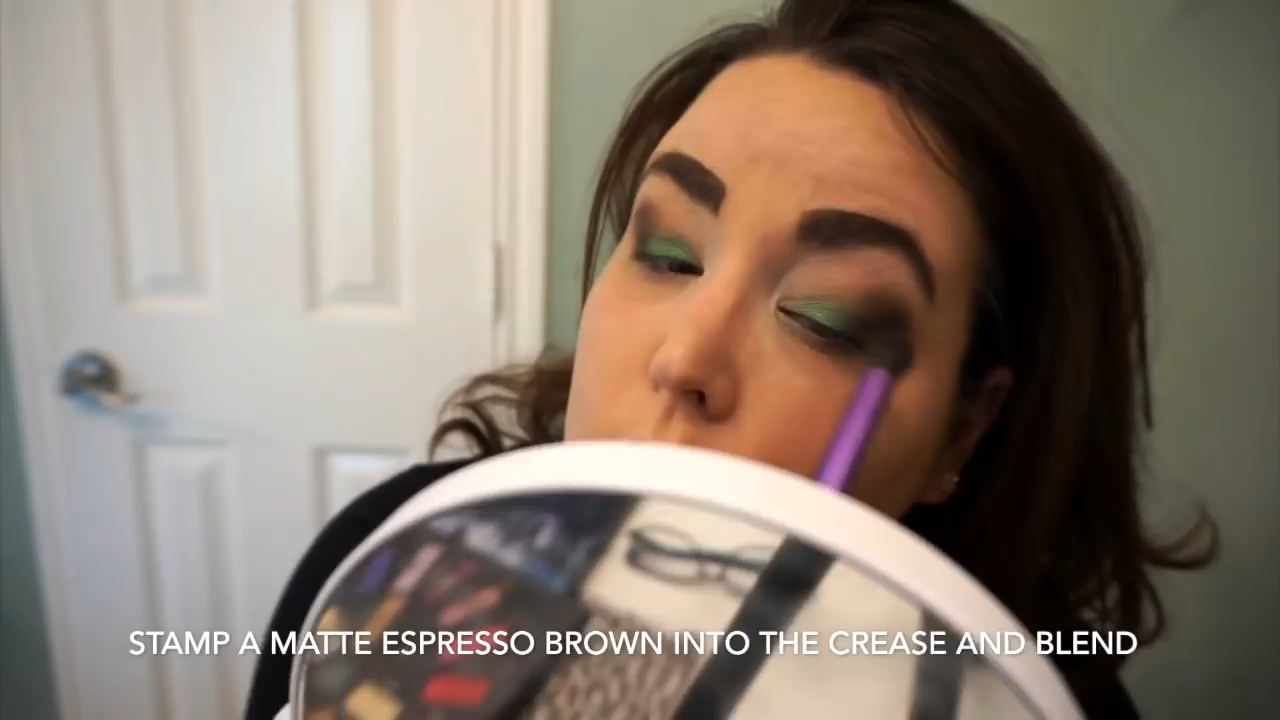 STAMP A MATTE ESPRESSO BROWN INTO THE CREASE AND BLEND